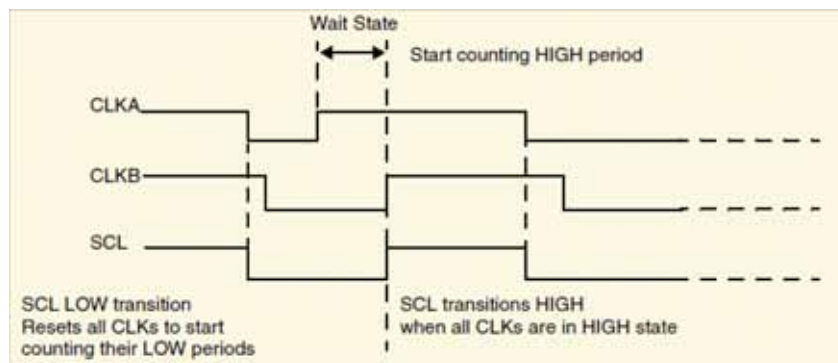 Wait State
Start counting HIGH period
CLKA
CLKB
SCL
SCL LOW transition
Resets all CLKs to start
counting their LOW periods
SCL transitions HIGH
when all CLKs are in HIGH state